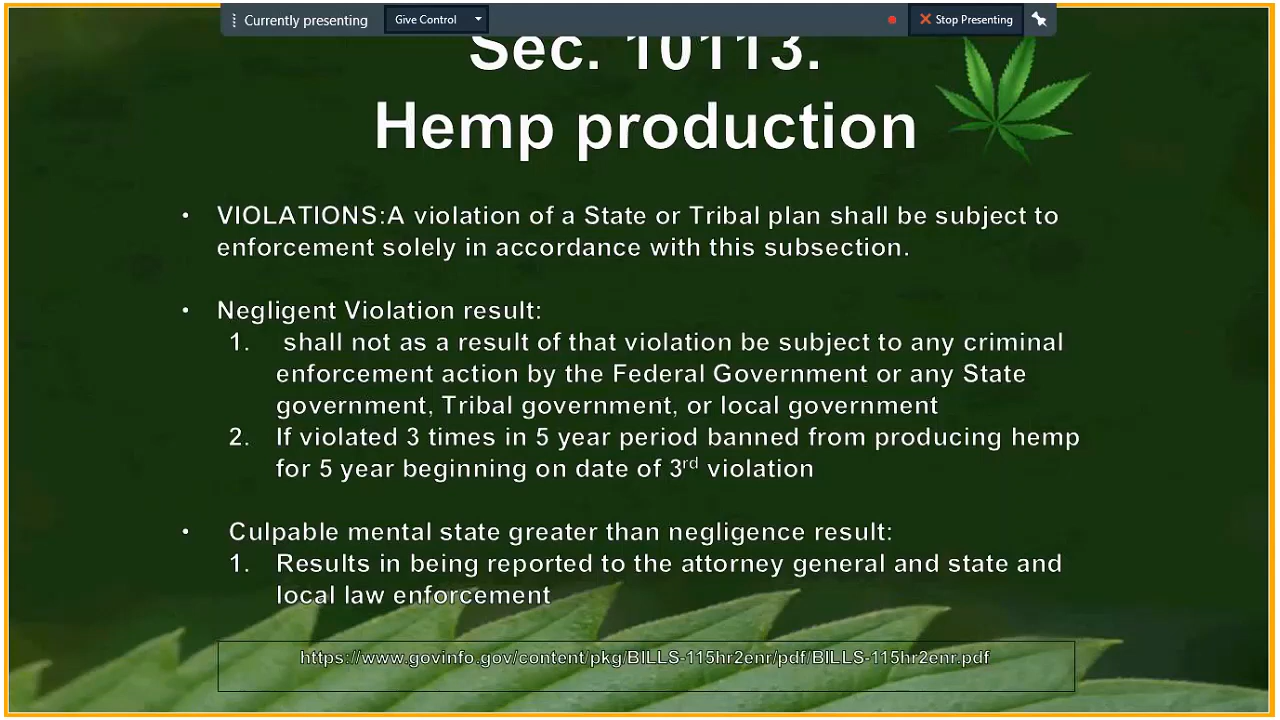 Currently presenting Give Control Stop Presenting
Sec. 10113.
Hemp production
• VIOLATIONS:A violation of a State or Tribal plan shall be subject to
enforcement solely in accordance with this subsection.
• Negligent Violation result:
1. shall not as a result of that violation be subject to any criminal
enforcement action by the Federal Government or any State
government, Tribal government, or local government
2. If violated 3 times in 5 year period banned from producing hemp
for 5 year beginning on date of 3rd violation
• Culpable mental state greater than negligence result:
1. Results in being reported to the attorney general and state and
local law enforcement
https://www.govinfo.gov/content/pkg/BILLS-115hr2enr/pdf/BILLS-115hr2enr.pdf